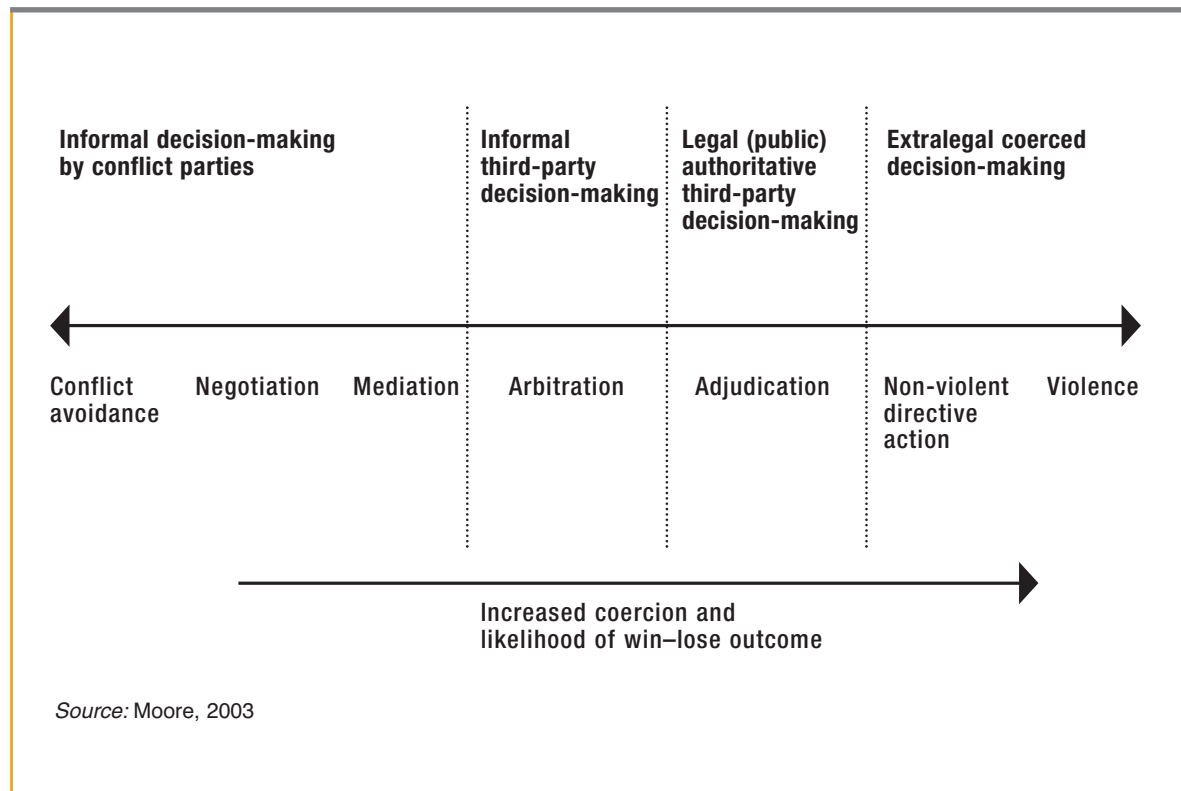 Informal decision-making
by conflict parties
Informal
third-party
decision-making
Legal (public)
authoritative
third-party
decision-making
Extralegal coerced
decision-making
Conflict
avoidance
Negotiation
Mediation
Arbitration
Adjudication
Non-violent
directive
action
Violence
Increased coercion and
likelihood of win–lose outcome
Source: Moore, 2003